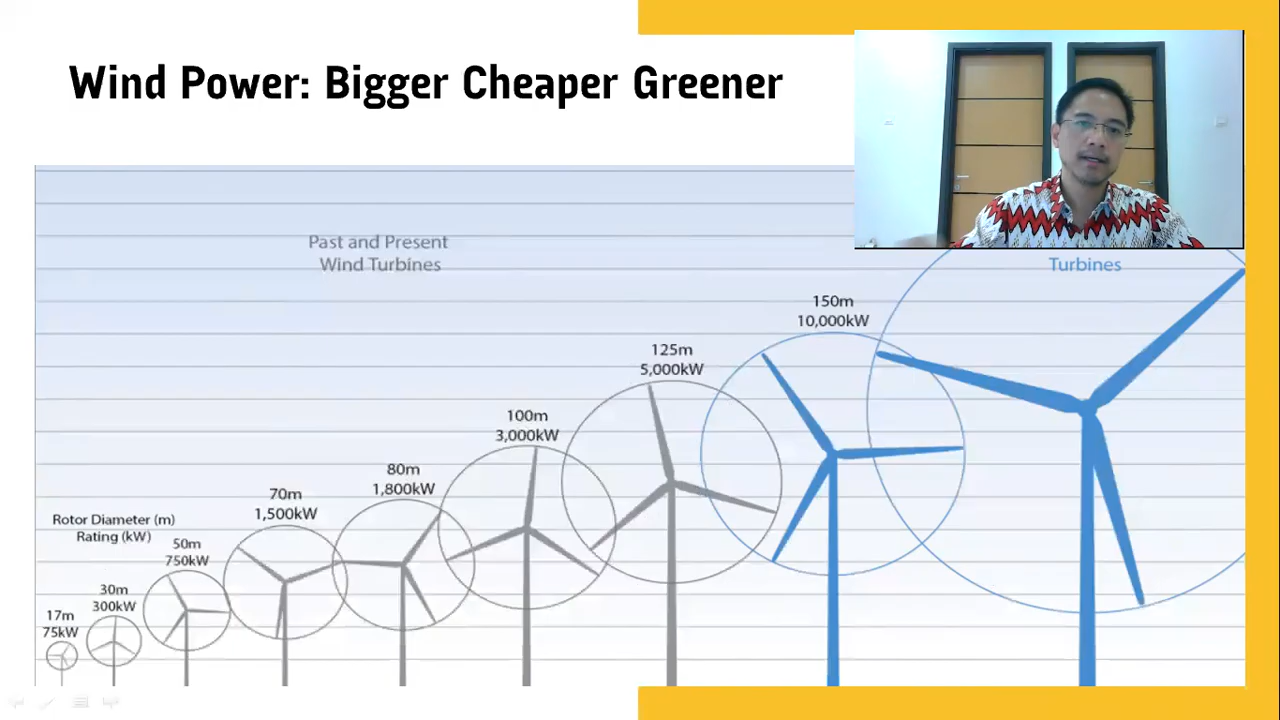 Wind Power: Bigger Cheaper Greener
Past and Present
Wind Turbines
Turbines
150m
10,000kW
125m
5,000kW
100m
3,000kW
80m
1,800kW
70m
1,500kW
Rotor Diameter (m)
Rating (kW)
50m
750kW
30m
300kW
17m
75kW